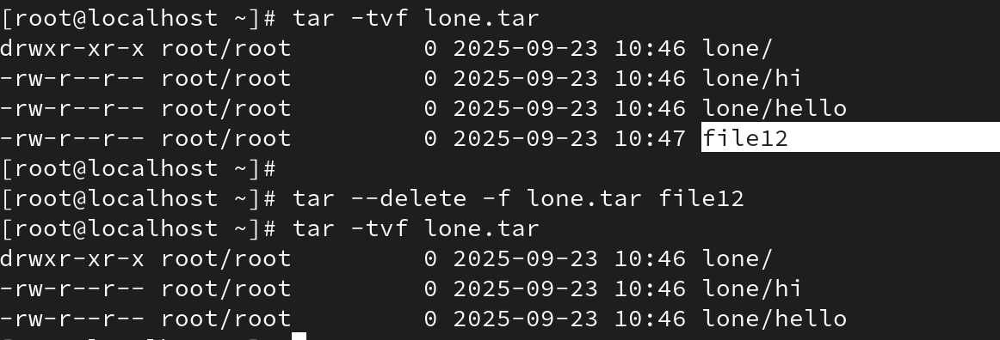 [root@localhost ~]# tar -tvf lone.tar
drwxr-xr-x root/root         0 2025-09-23 10:46 lone/
-rw-r--r-- root/root         0 2025-09-23 10:46 lone/hi
-rw-r--r-- root/root         0 2025-09-23 10:46 lone/hello
-rw-r--r-- root/root         0 2025-09-23 10:47 file12
[root@localhost ~]#
[root@localhost ~]# tar --delete -f lone.tar file12
[root@localhost ~]# tar -tvf lone.tar
drwxr-xr-x root/root         0 2025-09-23 10:46 lone/
-rw-r--r-- root/root         0 2025-09-23 10:46 lone/hi
-rw-r--r-- root/root         0 2025-09-23 10:46 lone/hello